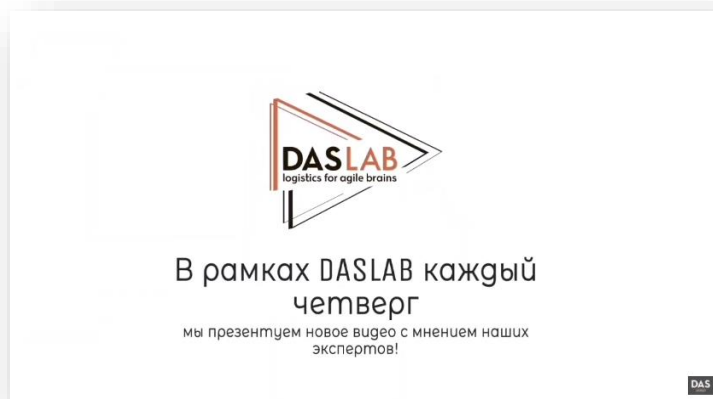 DASLAB
logistics for agile brains
В рамках DASLAB каждый
четверг
мы презентуем новое видео с мнением наших
экспертов!
DAS